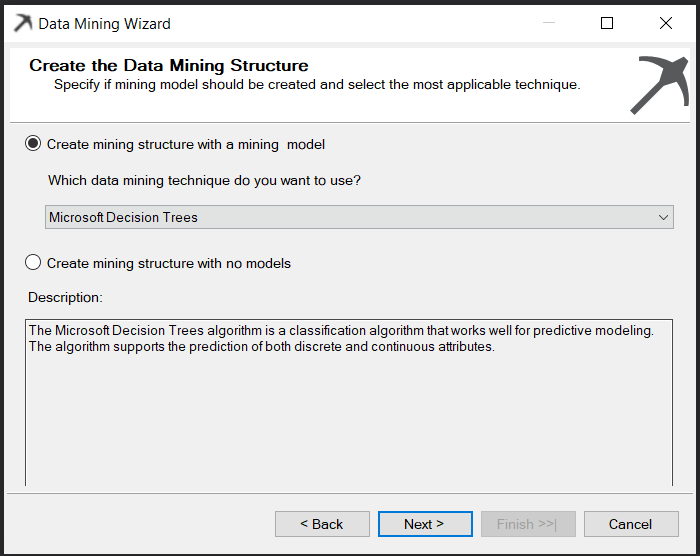 Data Mining Wizard
Create the Data Mining Structure
Specify if mining model should be created and select the most applicable technique.
Create mining structure with a mining  model
Which data mining technique do you want to use?
Microsoft Decision Trees
Create mining structure with no models
Description:
The Microsoft Decision Trees algorithm is a classification algorithm that works well for predictive modeling.
The algorithm supports the prediction of both discrete and continuous attributes.
< Back
Next >
Finish >>|
Cancel